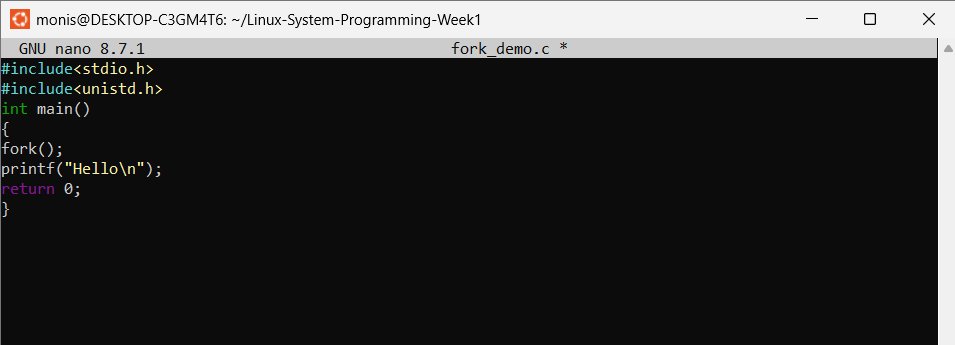 monis@DESKTOP-C3GM4T6: ~/Linux-System-Programming-Week1
GNU nano 8.7.1 fork_demo.c *
#include<stdio.h>
#include<unistd.h>
int main()
{
fork();
printf("Hello\n");
return 0;
}